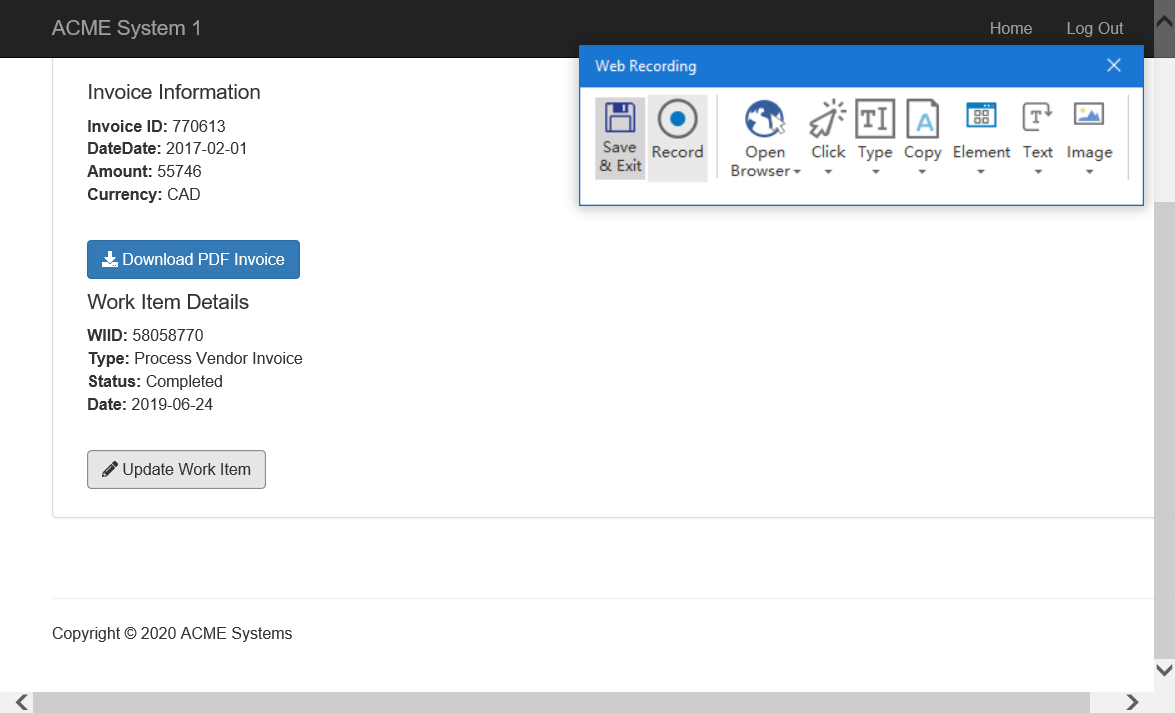 ACME System 1
Home Log Out
Web Recording
Save & Exit
Record
Open Browser
Click
Type
Copy
Element
Text
Image
Invoice Information
Invoice ID: 770613
DateDate: 2017-02-01
Amount: 55746
Currency: CAD
Download PDF Invoice
Work Item Details
WIID: 58058770
Type: Process Vendor Invoice
Status: Completed
Date: 2019-06-24
Update Work Item
Copyright © 2020 ACME Systems